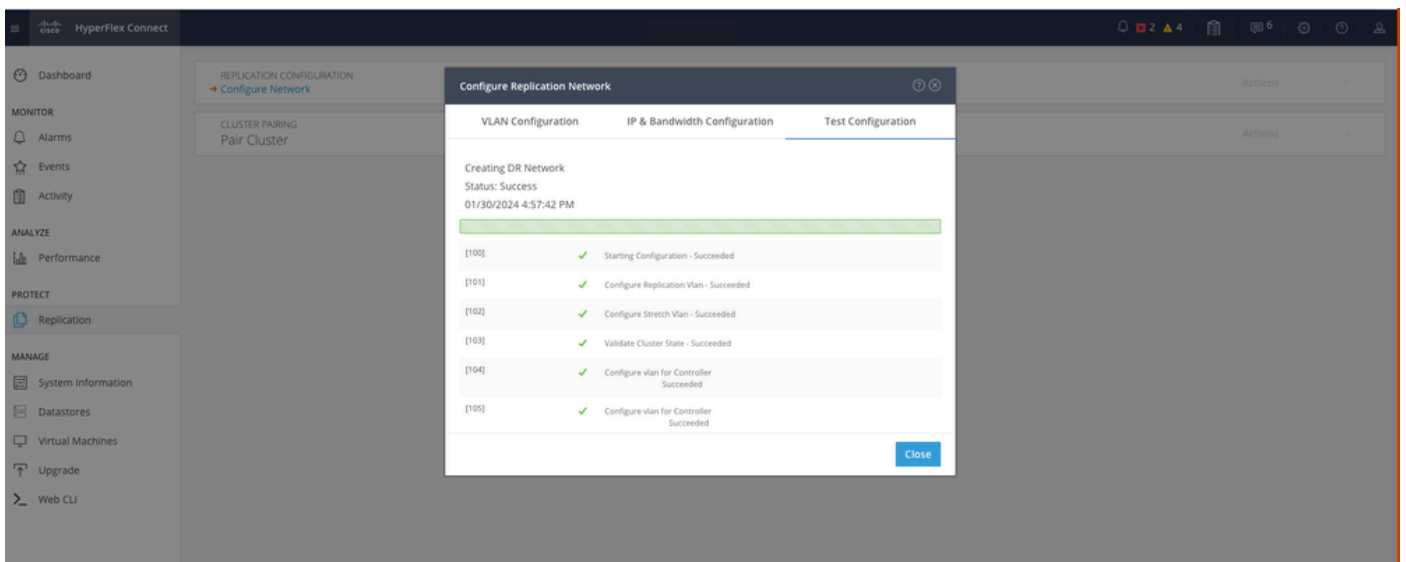 cisco HyperFlex Connect 2 4 6
Dashboard
MONITOR
Alarms
Events
Activity
ANALYZE
Performance
PROTECT
Replication
MANAGE
System Information
Datastores
Virtual Machines
Upgrade
Web CLI
REPLICATION CONFIGURATION
Configure Network
Actions
CLUSTER PAIRING
Pair Cluster
Actions
Configure Replication Network
VLAN Configuration IP & Bandwidth Configuration Test Configuration
Creating DR Network
Status: Success
01/30/2024 4:57:42 PM
[100] Starting Configuration - Succeeded
[101] Configure Replication Vlan - Succeeded
[102] Configure Stretch Vlan - Succeeded
[103] Validate Cluster State - Succeeded
[104] Configure vlan for Controller
Succeeded
[105] Configure vlan for Controller
Succeeded
Close